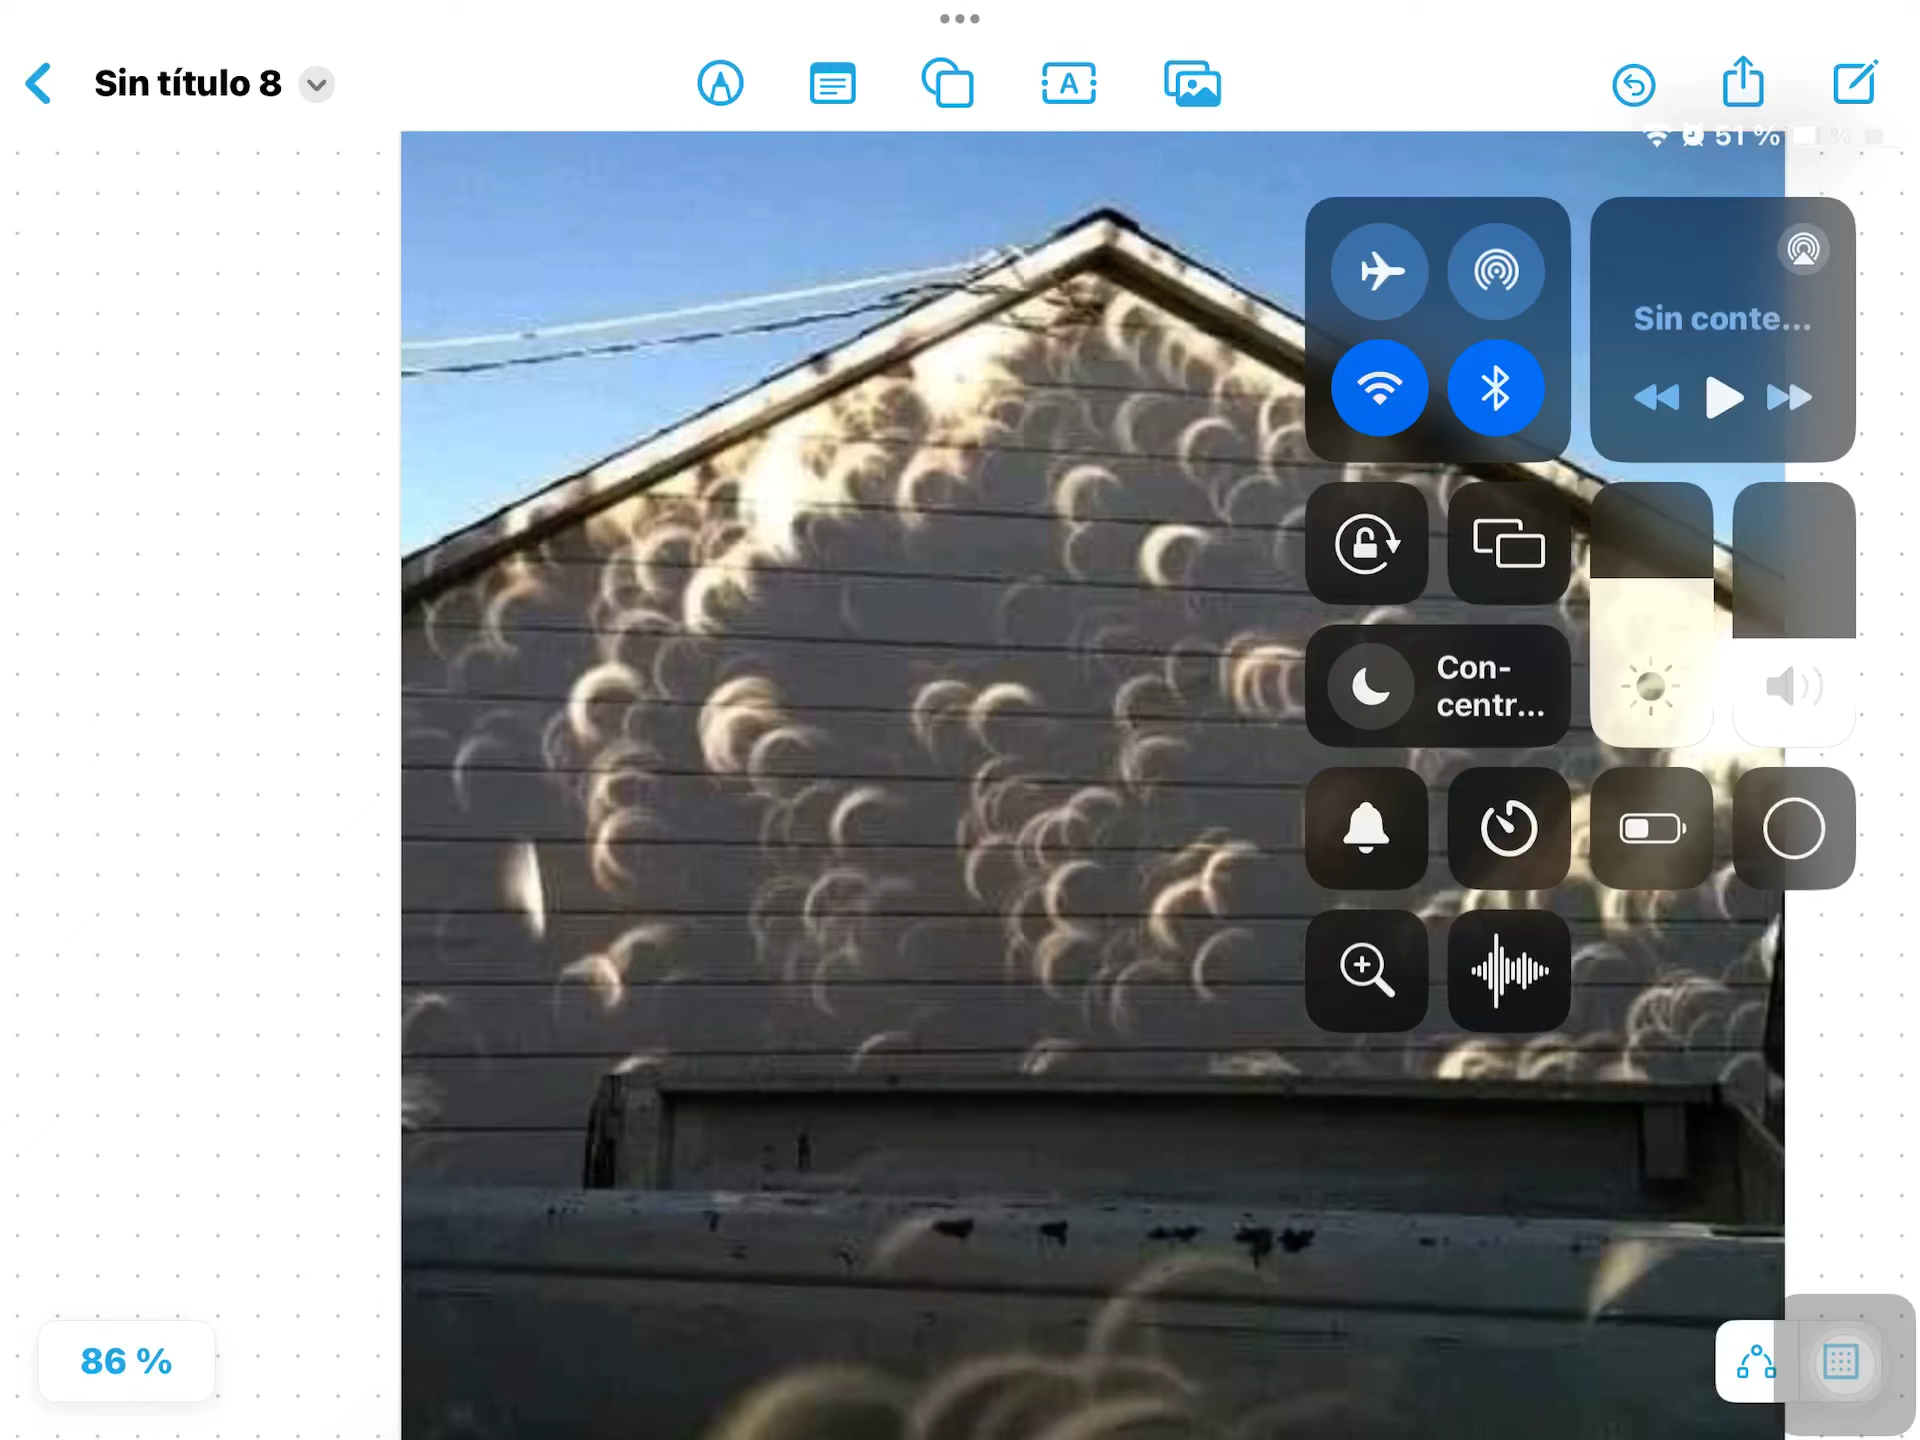 Sin título 8
A
51 %
%
Sin conte...
Con-
centr...
86 %